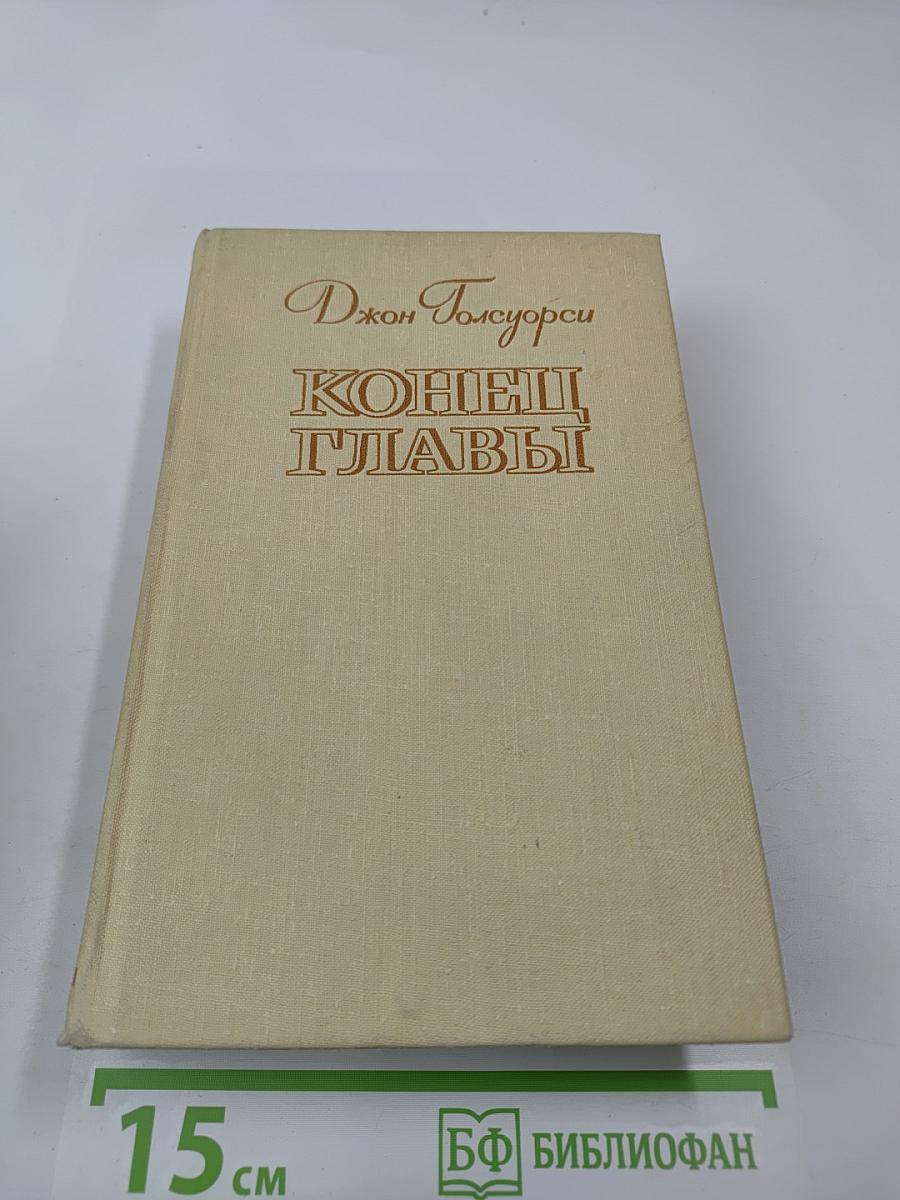 Джон Голсуорси
КОНЕЦ
ГЛАВЫ
15 см
БФ БИБЛИОФАН